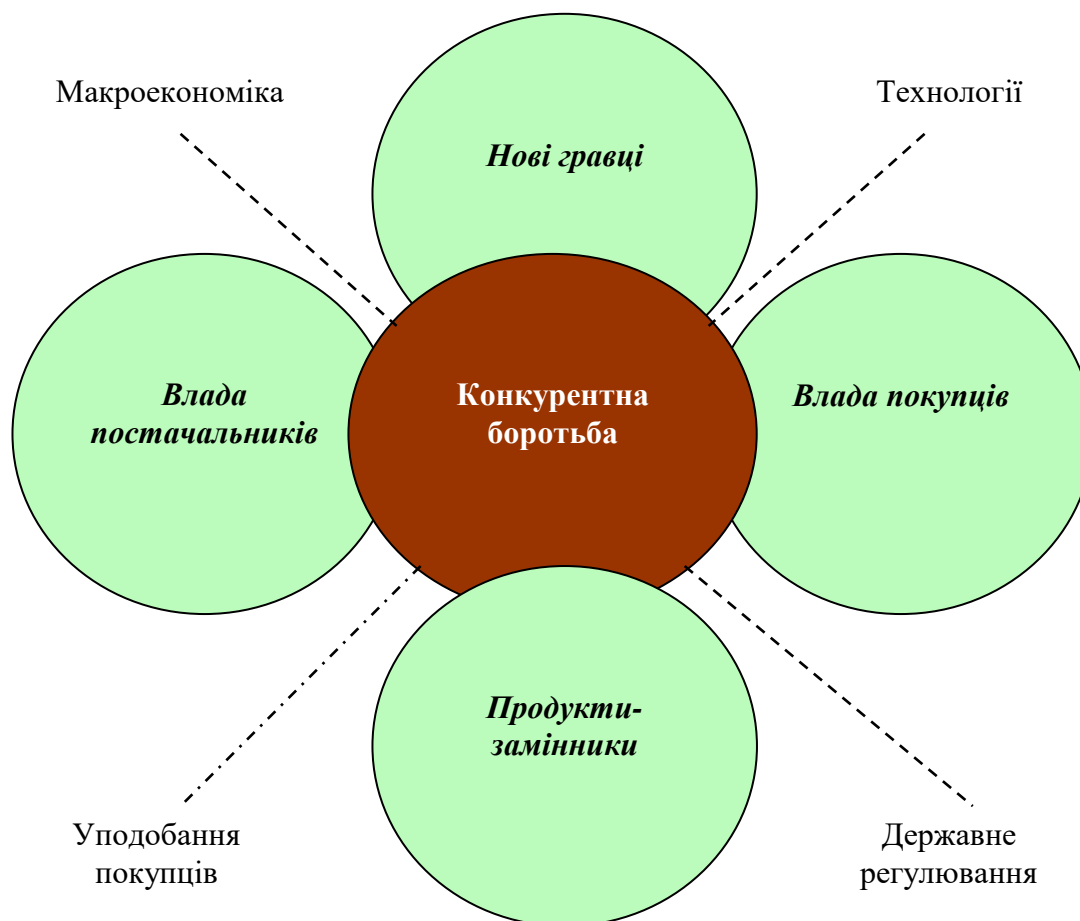 Макроекономіка
Технології
Нові гравці
Влада
постачальників
Конкурентна
боротьба
Влада покупців
Продукти-
замінники
Уподобання
покупців
Державне
регулювання